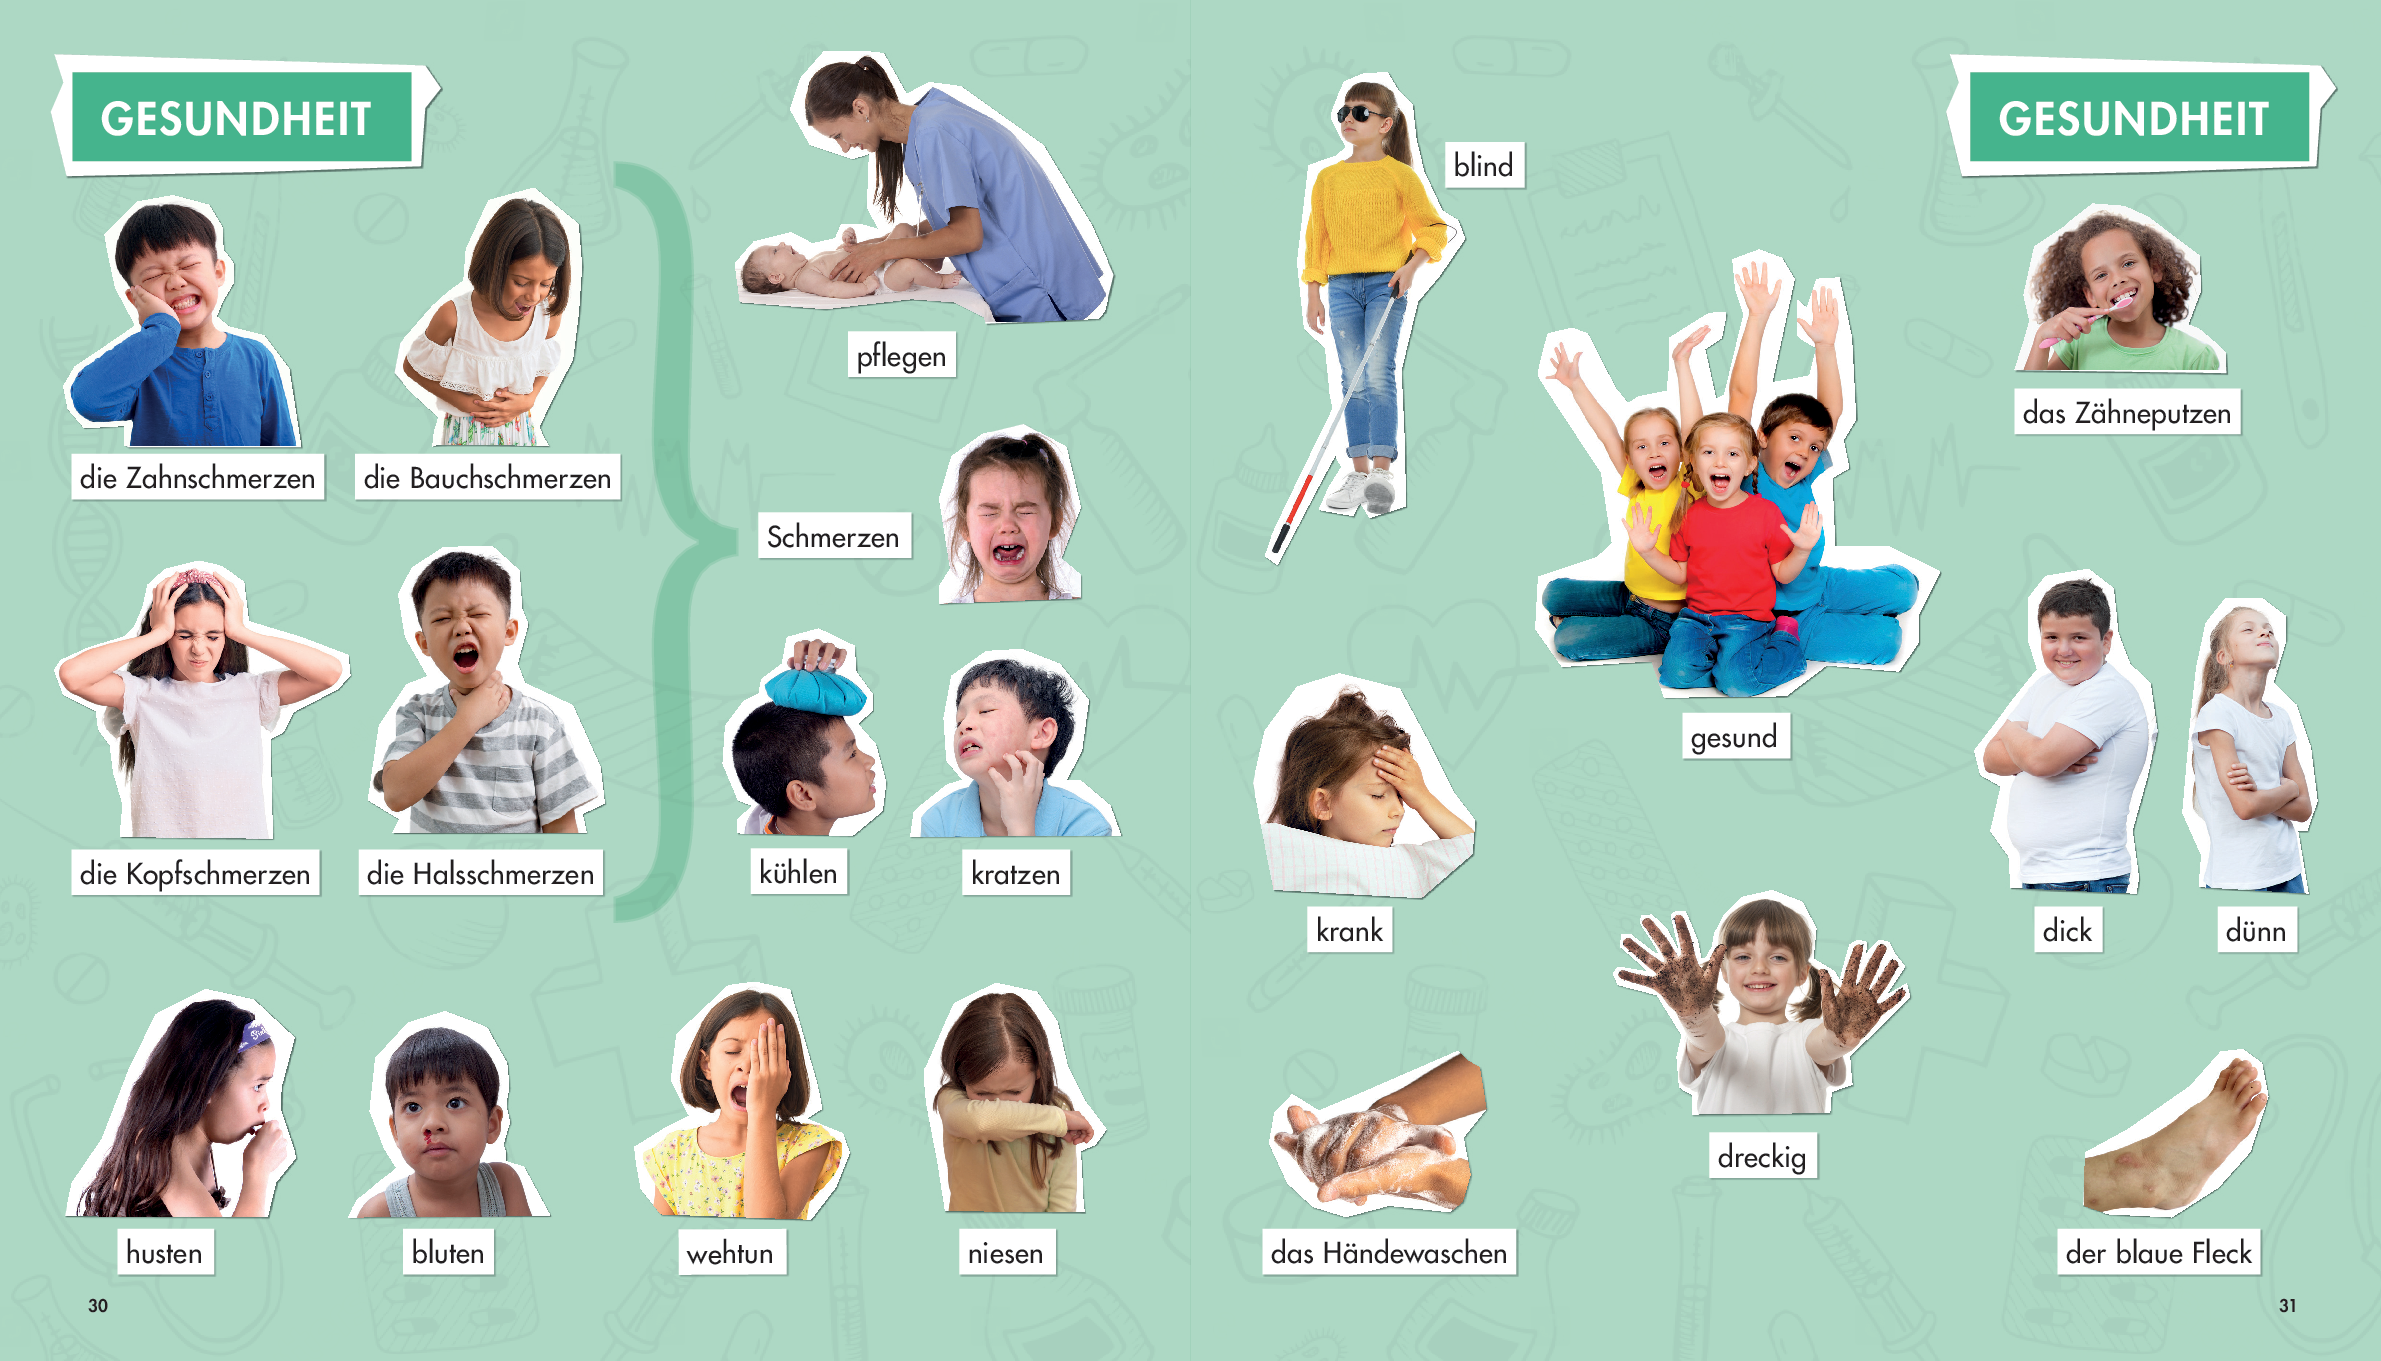 GESUNDHEIT
die Zahnschmerzen
die Bauchschmerzen
die Kopfschmerzen
die Halsschmerzen
pflegen
Schmerzen
kühlen
kratzen
husten
bluten
wehtun
niesen
30
GESUNDHEIT
blind
gesund
das Zähneputzen
krank
dick
dünn
dreckig
das Händewaschen
der blaue Fleck
31